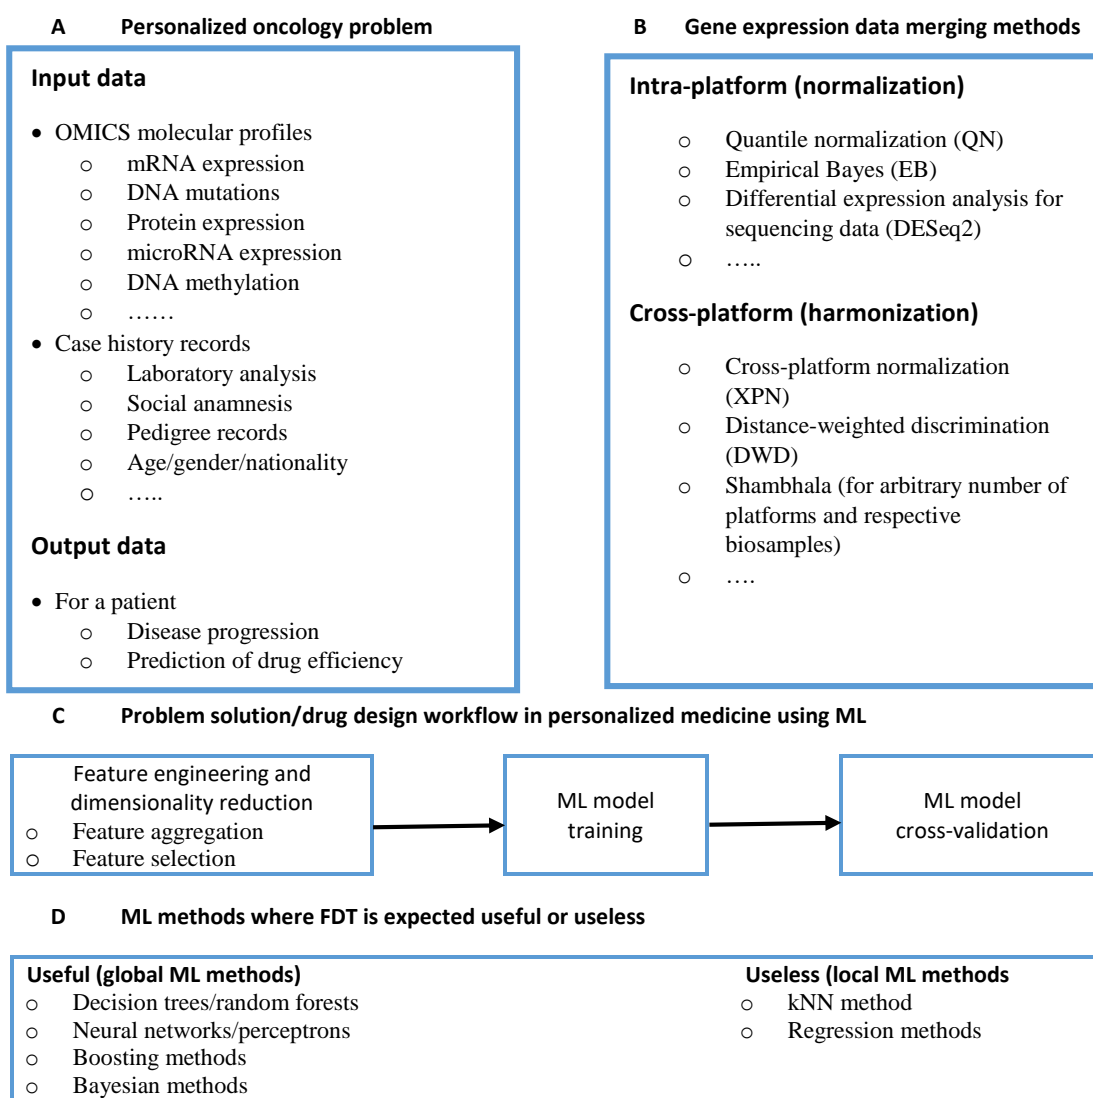 A Personalized oncology problem
Input data
• OMICS molecular profiles
o mRNA expression
o DNA mutations
o Protein expression
o microRNA expression
o DNA methylation
o ……
• Case history records
o Laboratory analysis
o Social anamnesis
o Pedigree records
o Age/gender/nationality
o …..
Output data
• For a patient
o Disease progression
o Prediction of drug efficiency
B Gene expression data merging methods
Intra-platform (normalization)
o Quantile normalization (QN)
o Empirical Bayes (EB)
o Differential expression analysis for
sequencing data (DESeq2)
o …..
Cross-platform (harmonization)
o Cross-platform normalization
(XPN)
o Distance-weighted discrimination
(DWD)
o Shambhala (for arbitrary number of
platforms and respective
biosamples)
o ….
C Problem solution/drug design workflow in personalized medicine using ML
Feature engineering and
dimensionality reduction
o Feature aggregation
o Feature selection
ML model
training
ML model
cross-validation
D ML methods where FDT is expected useful or useless
Useful (global ML methods)
o Decision trees/random forests
o Neural networks/perceptrons
o Boosting methods
o Bayesian methods
Useless (local ML methods
o kNN method
o Regression methods